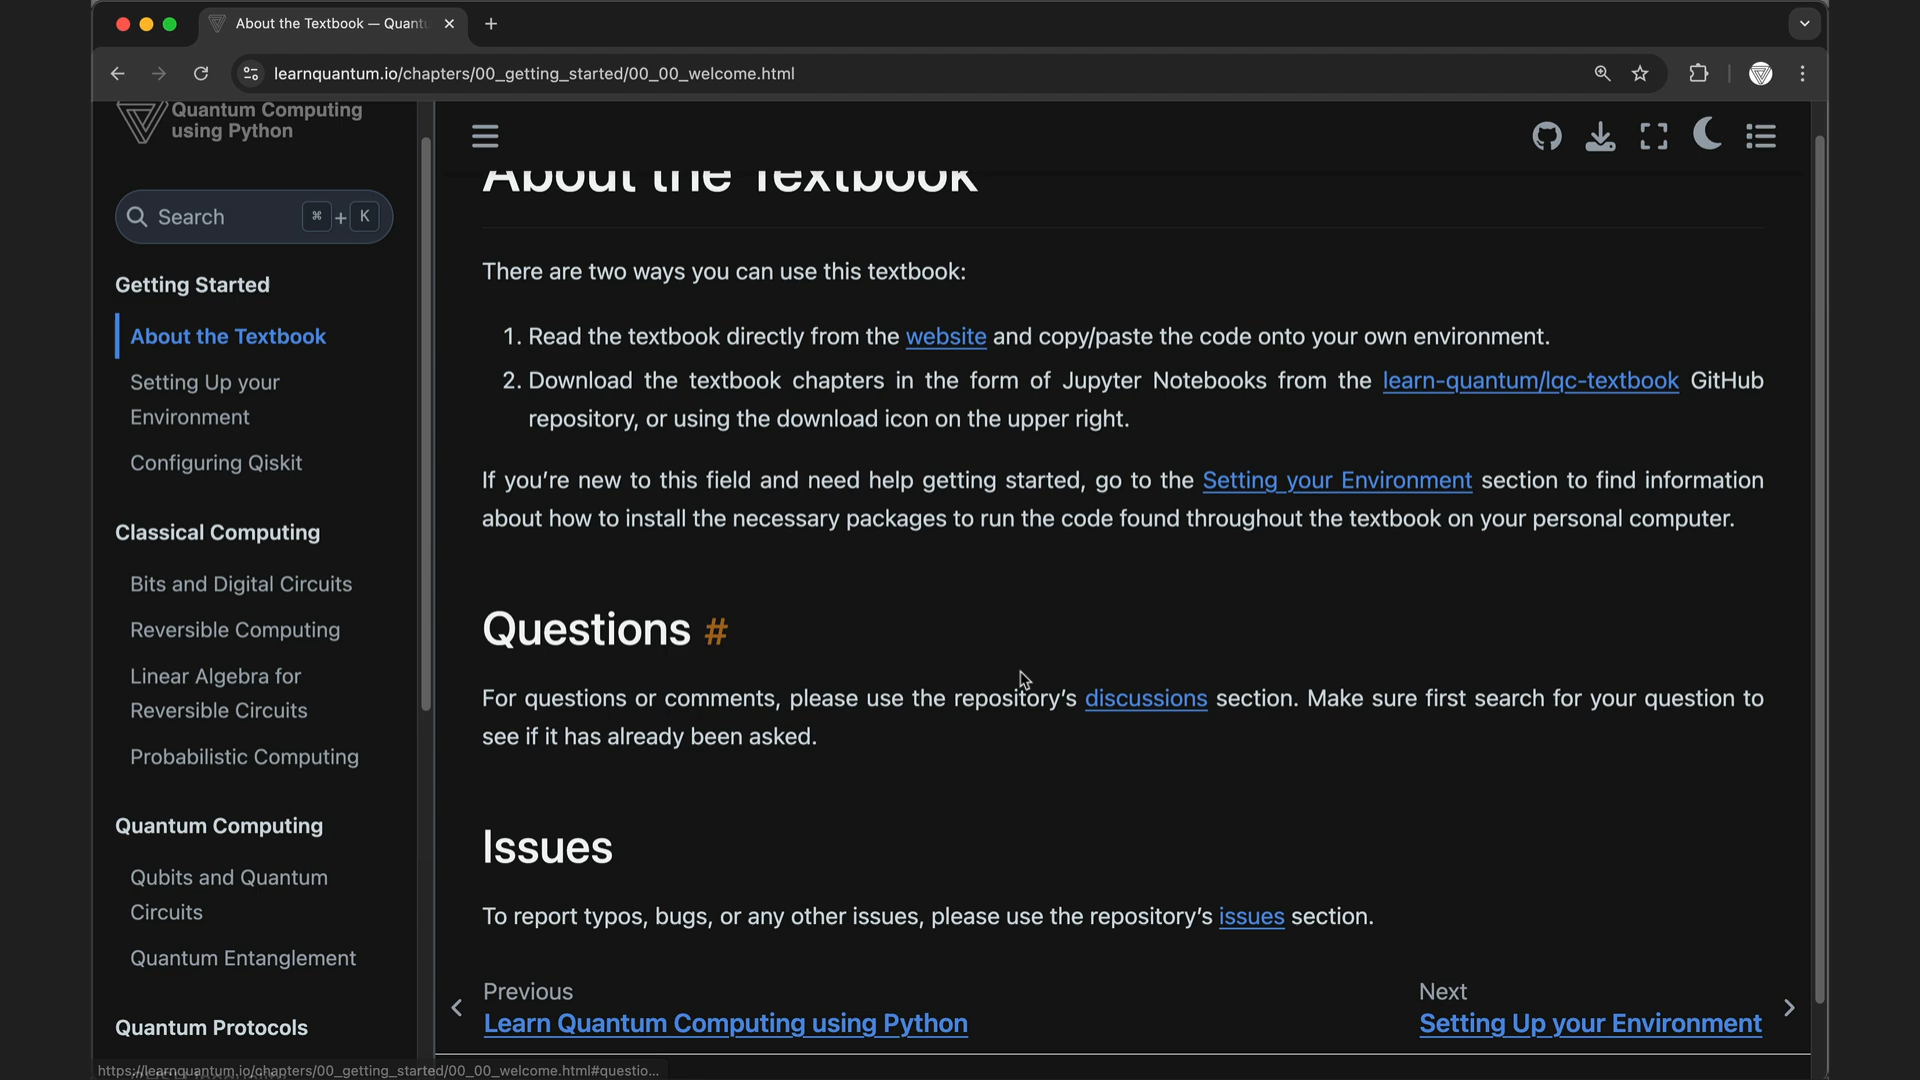 About the Textbook — Quant
learnquantum.io/chapters/00_getting_started/00_00_welcome.html
Quantum Computing
using Python
Search ⌘ + K
Getting Started
About the Textbook
Setting Up your
Environment
Configuring Qiskit
Classical Computing
Bits and Digital Circuits
Reversible Computing
Linear Algebra for
Reversible Circuits
Probabilistic Computing
Quantum Computing
Qubits and Quantum
Circuits
Quantum Entanglement
Quantum Protocols
About the Textbook
There are two ways you can use this textbook:
1. Read the textbook directly from the website and copy/paste the code onto your own environment.
2. Download the textbook chapters in the form of Jupyter Notebooks from the learn-quantum/lqc-textbook GitHub
repository, or using the download icon on the upper right.
If you’re new to this field and need help getting started, go to the Setting your Environment section to find information
about how to install the necessary packages to run the code found throughout the textbook on your personal computer.
Questions #
For questions or comments, please use the repository’s discussions section. Make sure first search for your question to
see if it has already been asked.
Issues
To report typos, bugs, or any other issues, please use the repository’s issues section.
Previous
Learn Quantum Computing using Python
Next
Setting Up your Environment
https://learnquantum.io/chapters/00_getting_started/00_00_welcome.html#questio...